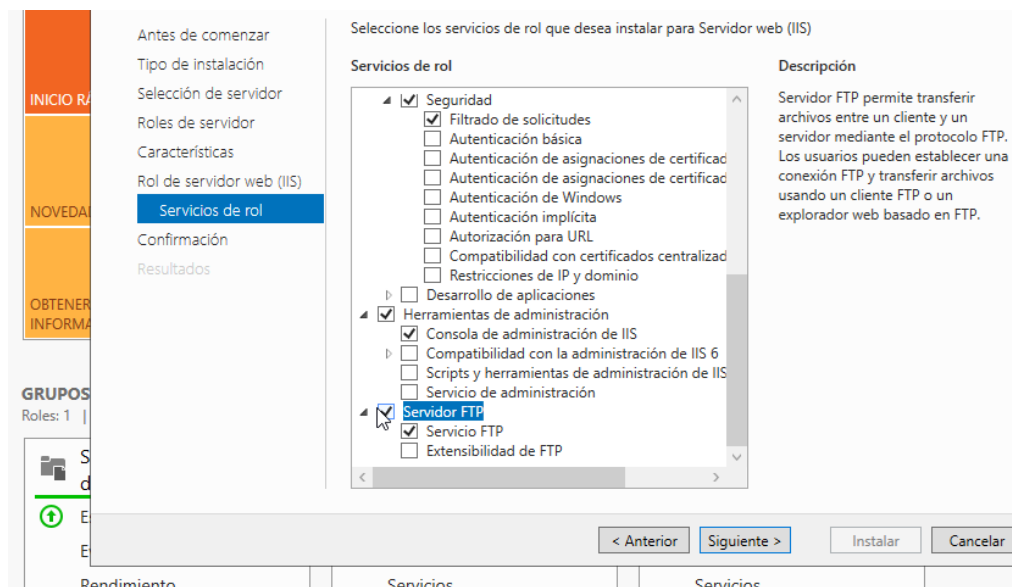 INICIO RÁ
NOVEDAD
OBTENER
INFORMA
GRUPOS
Roles: 1 |
S
d
E
E
Rendimiento
Antes de comenzar
Tipo de instalación
Selección de servidor
Roles de servidor
Características
Rol de servidor web (IIS)
Servicios de rol
Confirmación
Resultados
Seleccione los servicios de rol que desea instalar para Servidor web (IIS)
Servicios de rol
Seguridad
Filtrado de solicitudes
Autenticación básica
Autenticación de asignaciones de certificad
Autenticación de asignaciones de certificad
Autenticación de Windows
Autenticación implícita
Autorización para URL
Compatibilidad con certificados centralizad
Restricciones de IP y dominio
Desarrollo de aplicaciones
Herramientas de administración
Consola de administración de IIS
Compatibilidad con la administración de IIS 6
Scripts y herramientas de administración de IIS
Servicio de administración
Servidor FTP
Servicio FTP
Extensibilidad de FTP
Descripción
Servidor FTP permite transferir
archivos entre un cliente y un
servidor mediante el protocolo FTP.
Los usuarios pueden establecer una
conexión FTP y transferir archivos
usando un cliente FTP o un
explorador web basado en FTP.
< Anterior
Siguiente >
Instalar
Cancelar
Servicios
Servicios